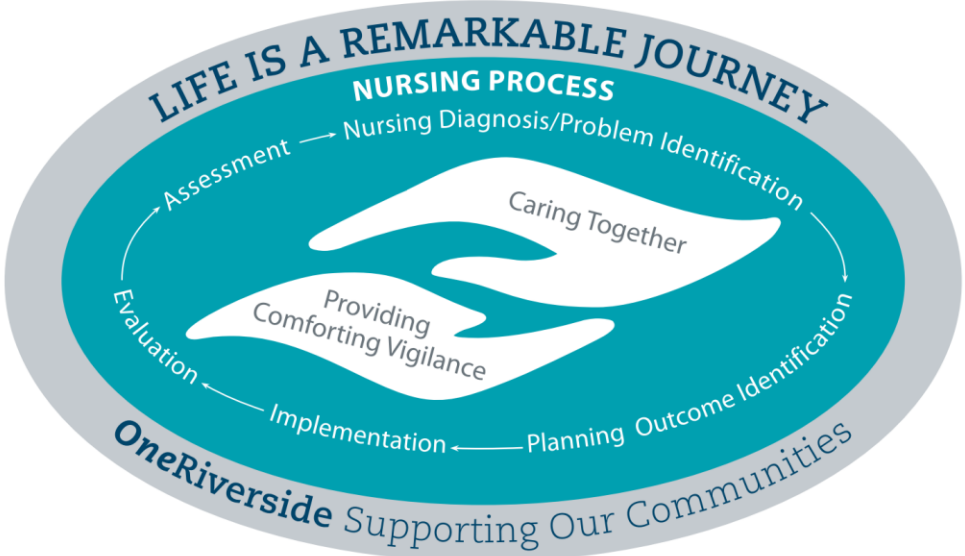 LIFE IS A REMARKABLE JOURNEY
NURSING PROCESS
Assessment
Nursing Diagnosis/Problem Identification
Planning Outcome Identification
Implementation
Evaluation
Caring Together
Providing
Comforting Vigilance
OneRiverside Supporting Our Communities